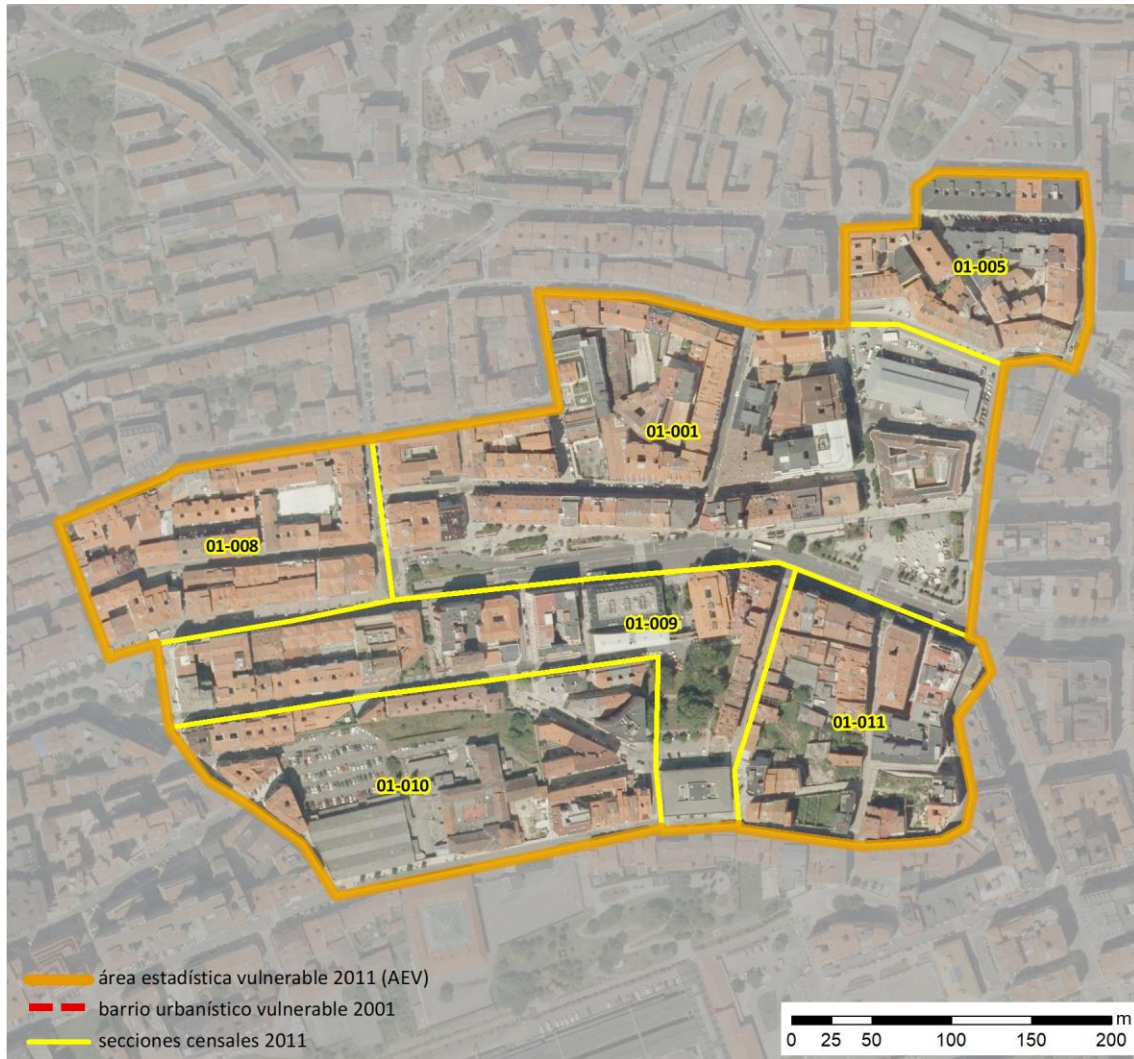 01-005
01-001
01-008
01-009
01-011
01-010
área estadística vulnerable 2011 (AEV)
barrio urbanístico vulnerable 2001
secciones censales 2011
m
0 25 50 100 150 200